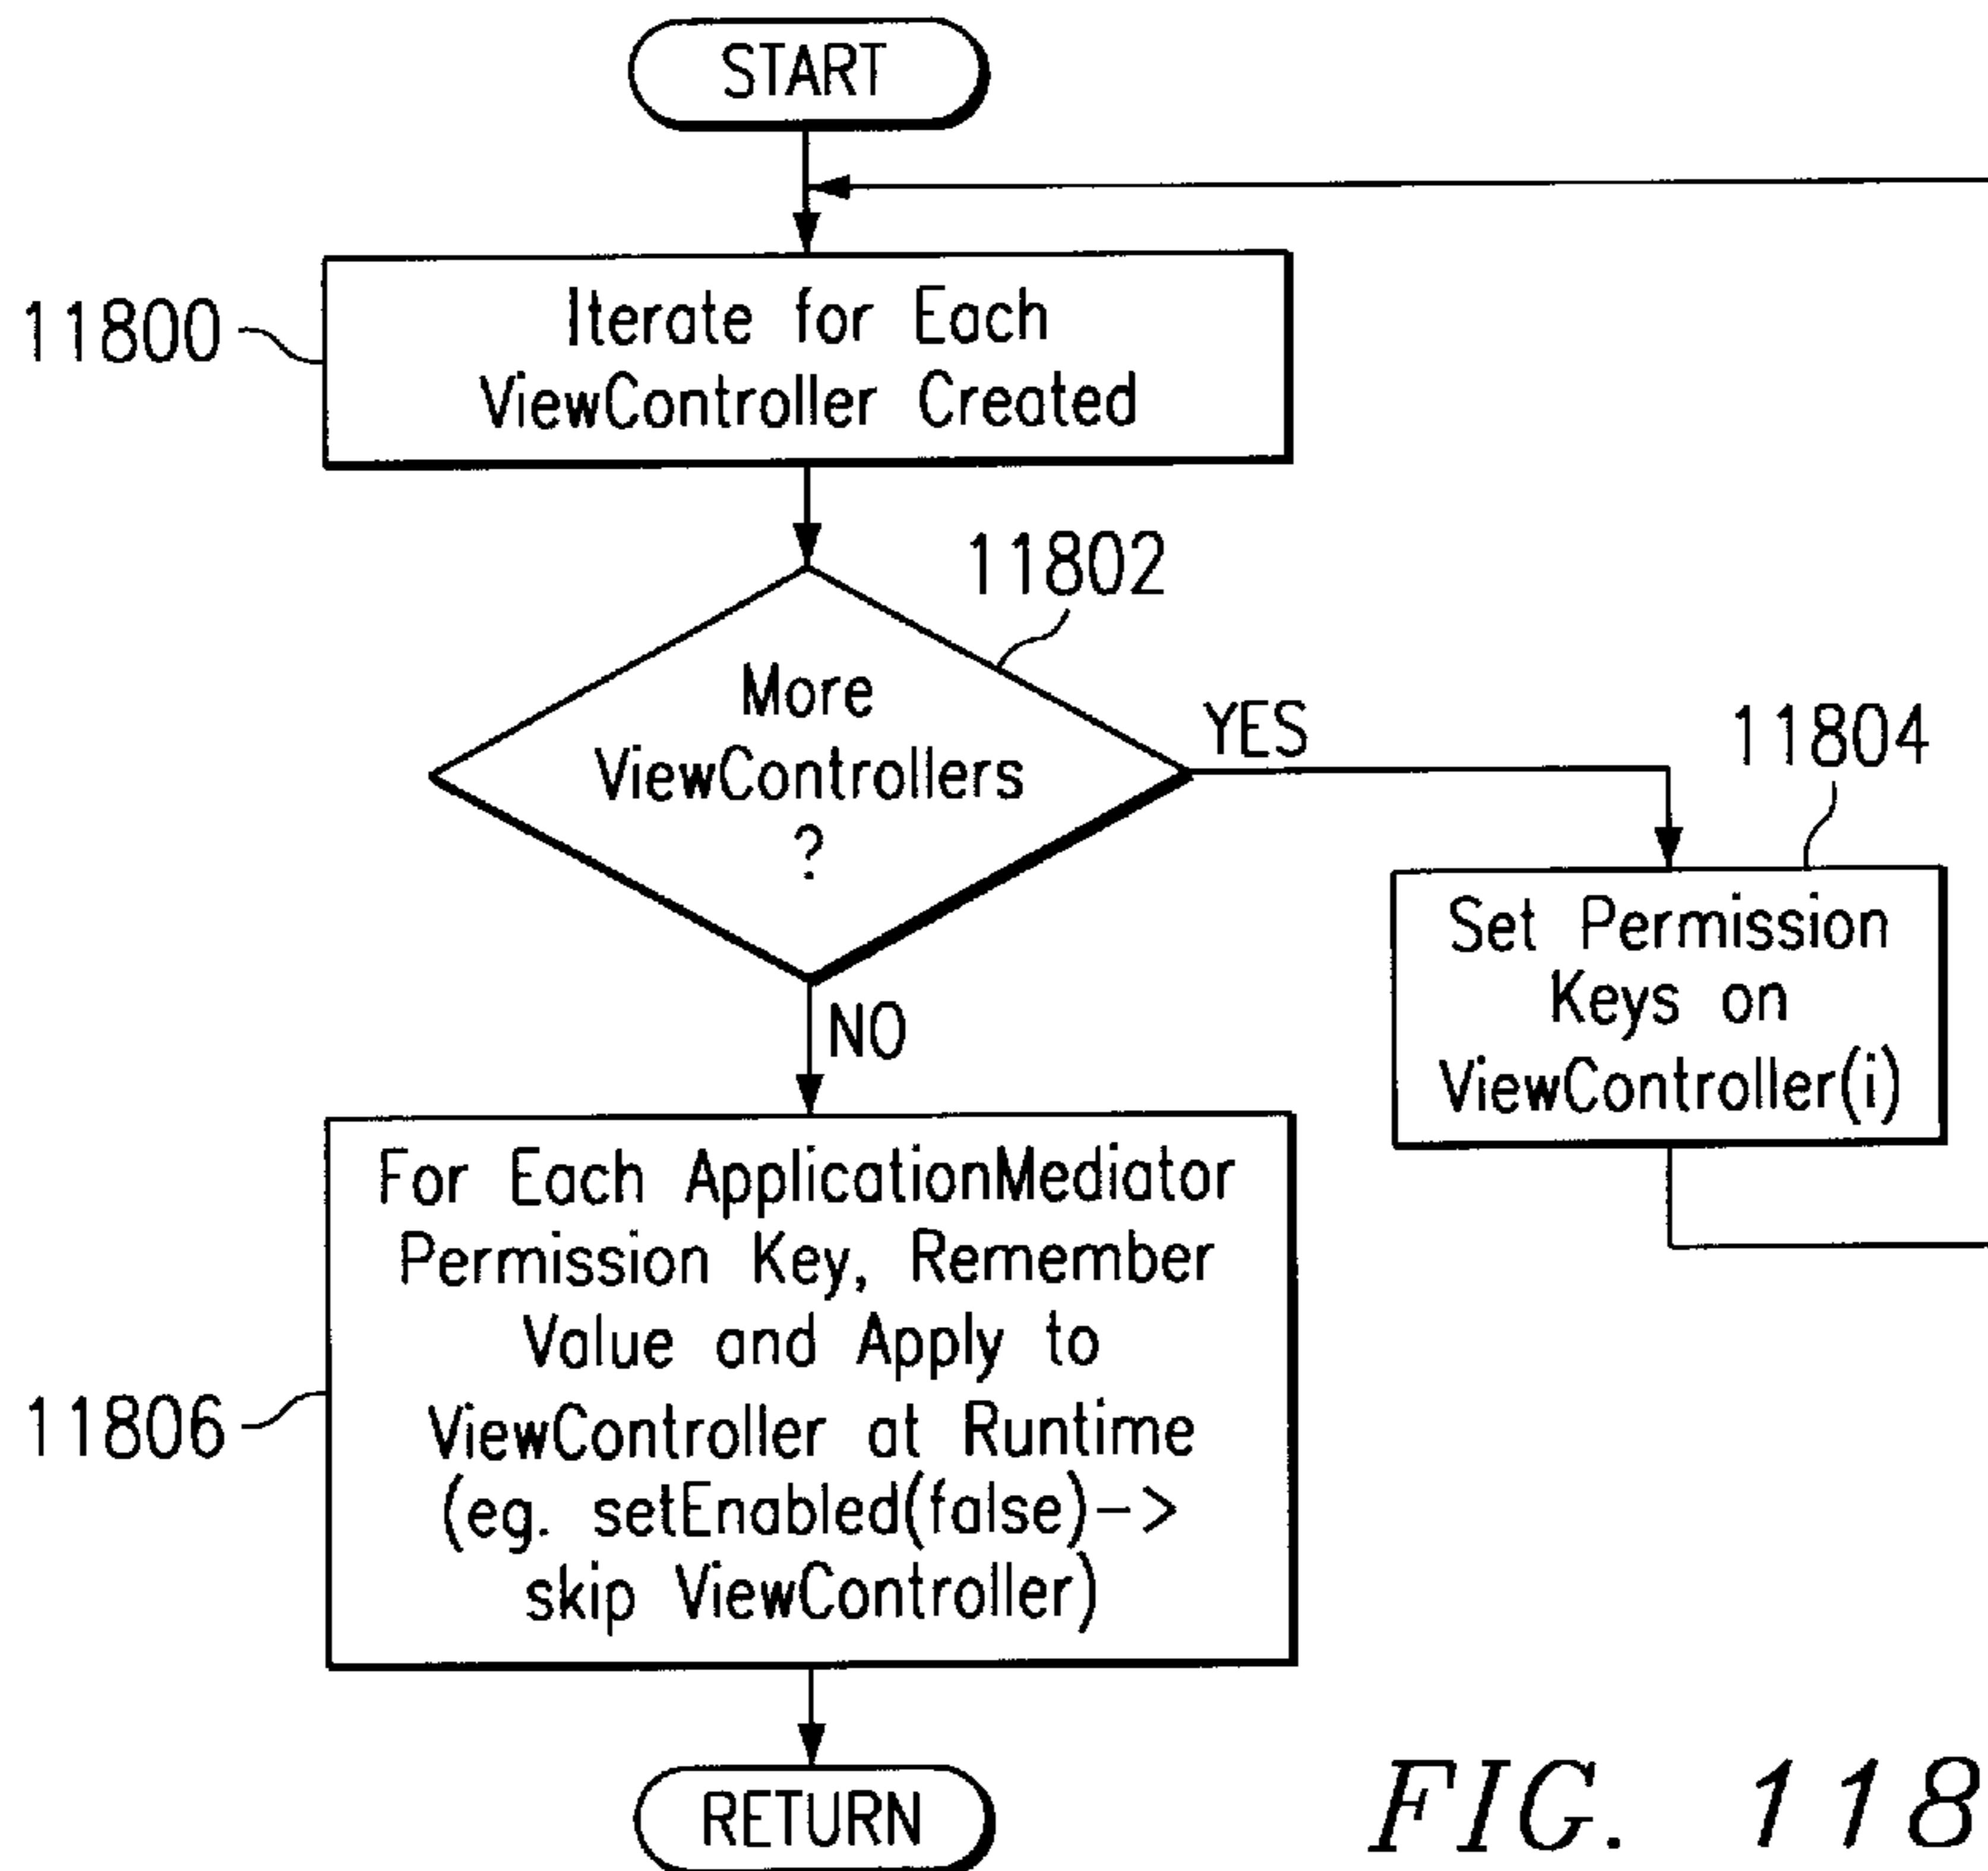 START
11800
Iterate for Each
ViewController Created
11802
More
ViewControllers
?
YES
11804
Set Permission
Keys on
ViewController(i)
NO
11806
For Each ApplicationMediator
Permission Key, Remember
Value and Apply to
ViewController at Runtime
(eg. setEnabled(false)->
skip ViewController)
RETURN
FIG. 118